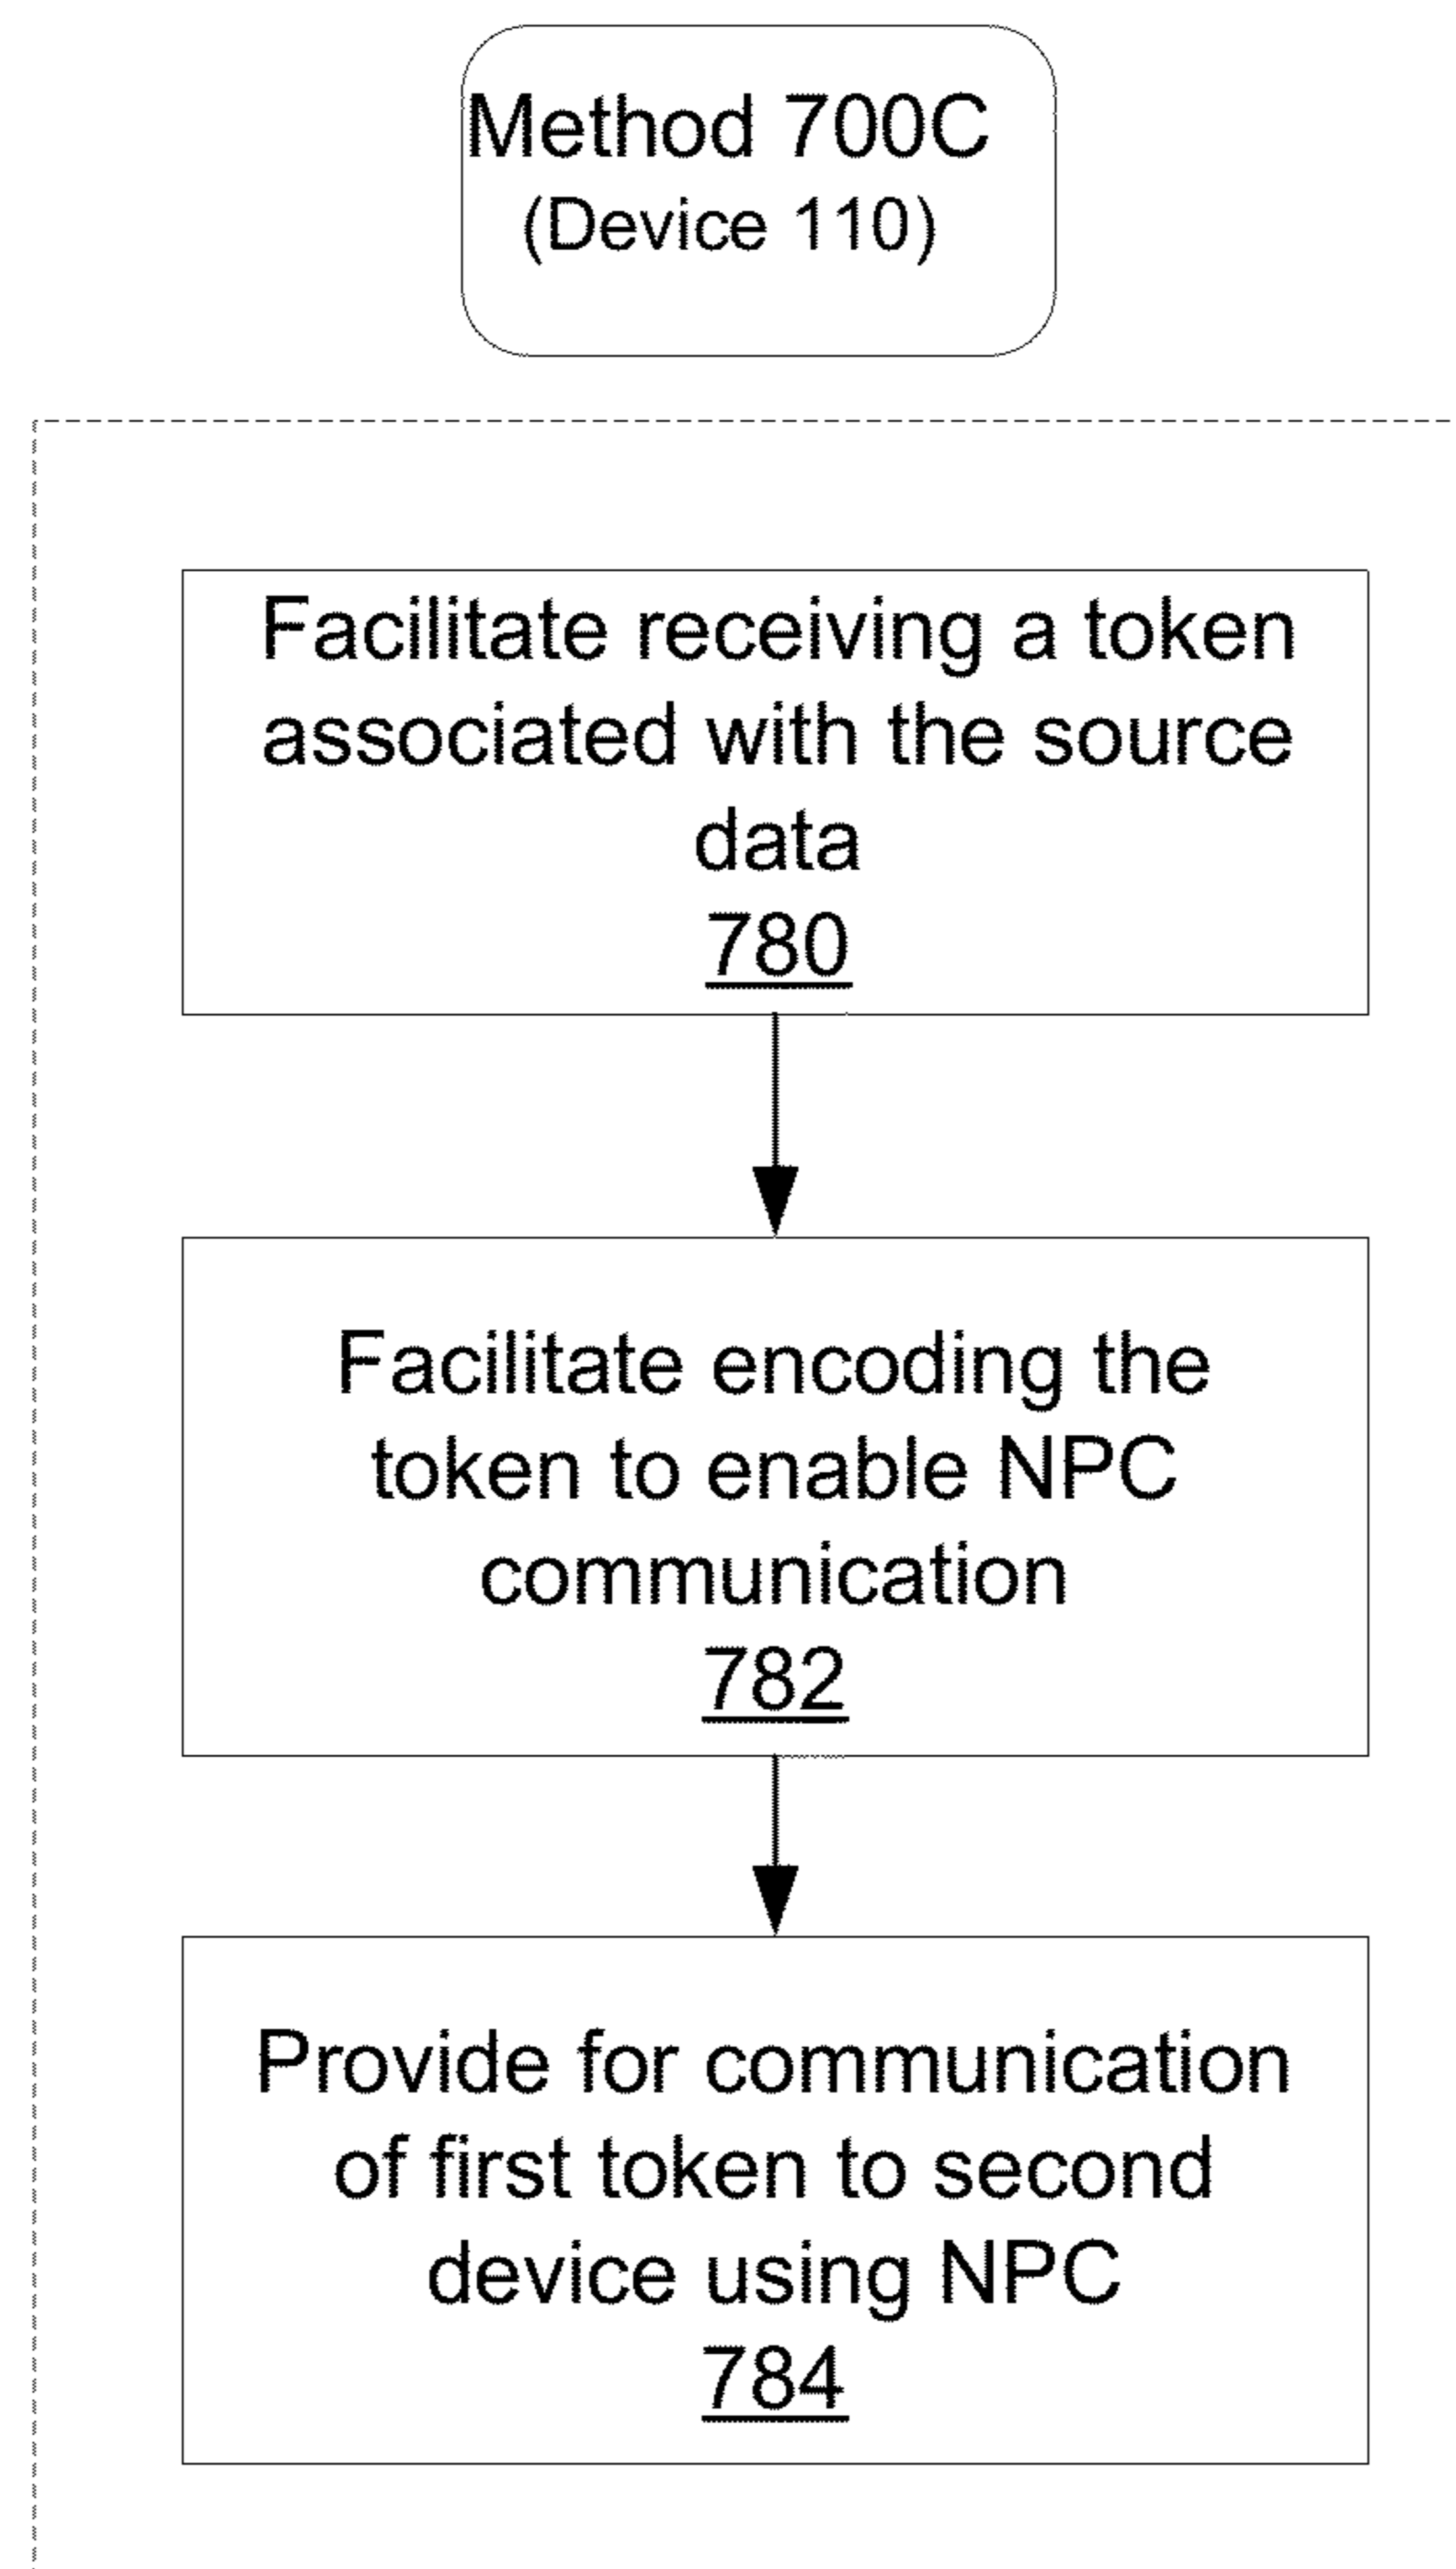 Method 700C
(Device 110)
Facilitate receiving a token
associated with the source
data
780
Facilitate encoding the
token to enable NPC
communication
782
Provide for communication
of first token to second
device using NPC
784